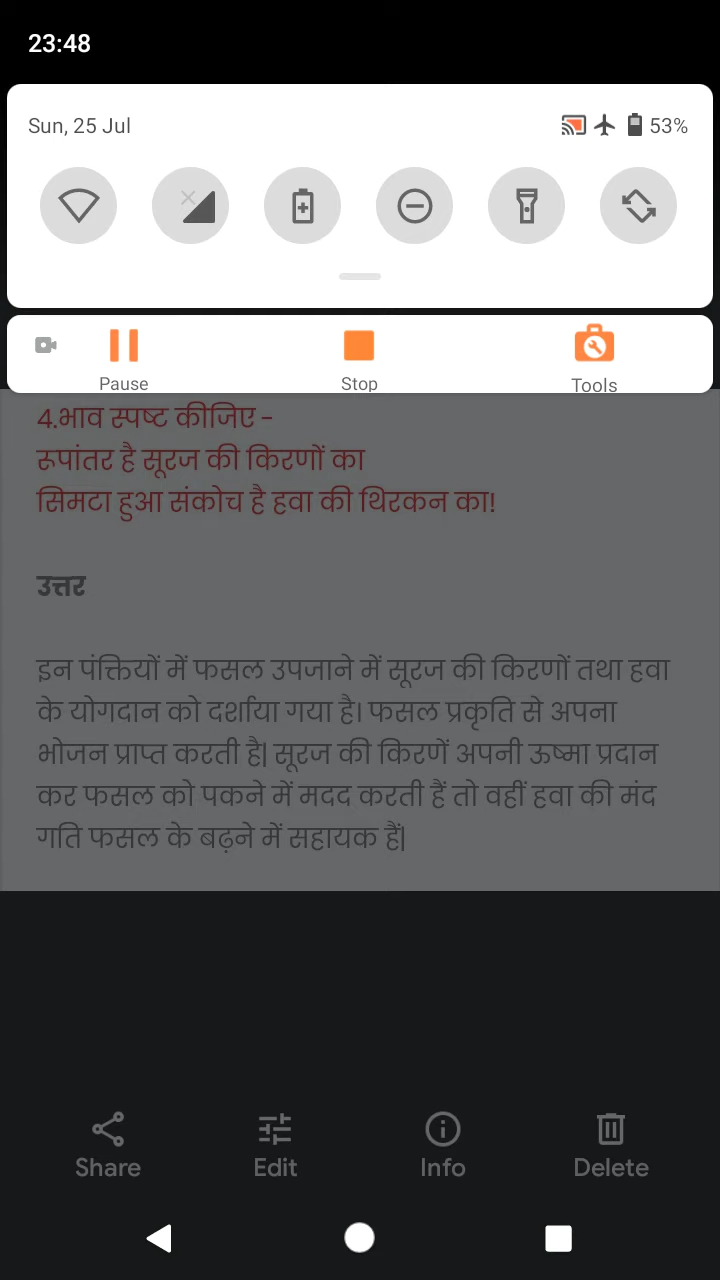 23:48
Sun, 25 Jul
53%
Pause
Stop
Tools
4.भाव स्पष्ट कीजिए -
रूपांतर है सूरज की किरणों का
सिमटा हुआ संकोच है हवा की थिरकन का!
उत्तर
इन पंक्तियों में फसल उपजाने में सूरज की किरणों तथा हवा
के योगदान को दर्शाया गया है। फसल प्रकृति से अपना
भोजन प्राप्त करती है| सूरज की किरणें अपनी ऊष्मा प्रदान
कर फसल को पकने में मदद करती हैं तो वहीं हवा की मंद
गति फसल के बढ़ने में सहायक हैं|
Share
Edit
Info
Delete